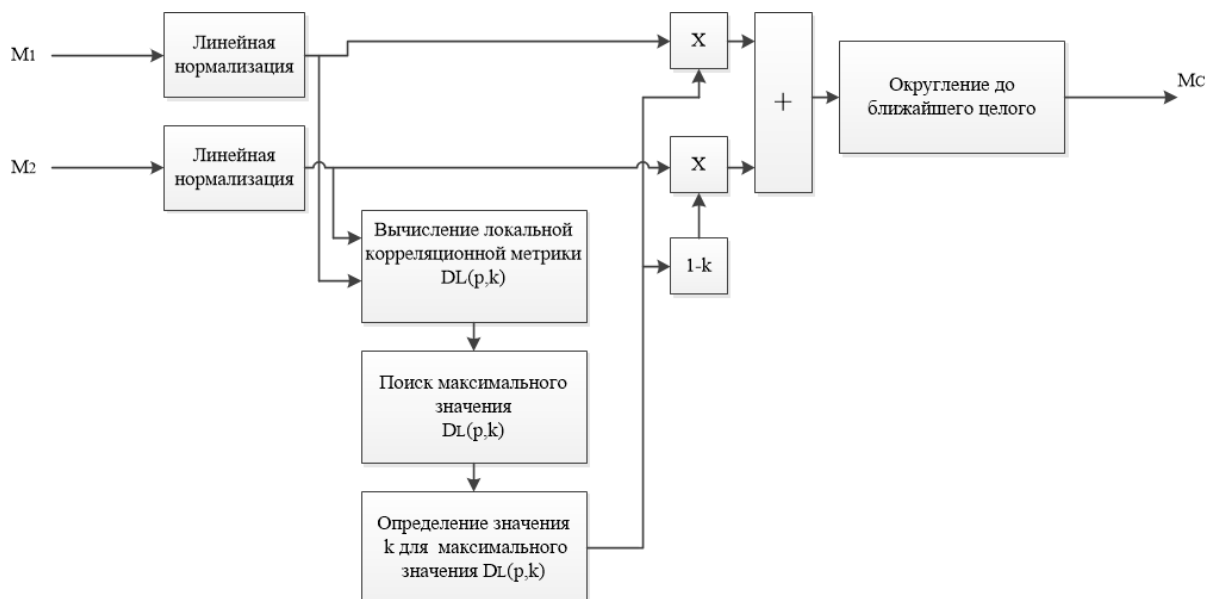 M1
Линейная
нормализация
X
+
Округление до
ближайшего целого
MC
M2
Линейная
нормализация
X
Вычисление локальной
корреляционной метрики
DL(p,k)
1-k
Поиск максимального
значения
DL(p,k)
Определение значения
k для максимального
значения DL(p,k)